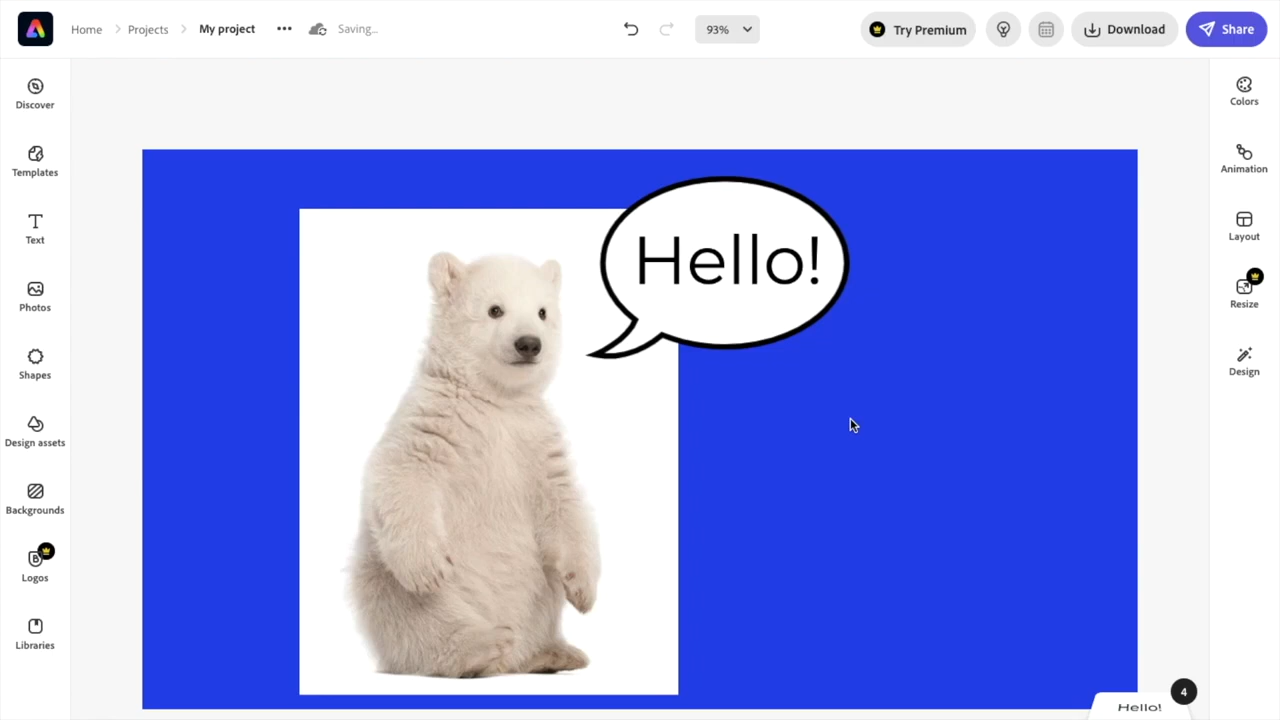 Home
Projects
My project
Saving...
93%
Try Premium
Download
Share
Discover
Templates
Text
Photos
Shapes
Design assets
Backgrounds
Logos
Libraries
Hello!
Colors
Animation
Layout
Resize
Design
4
Hello!